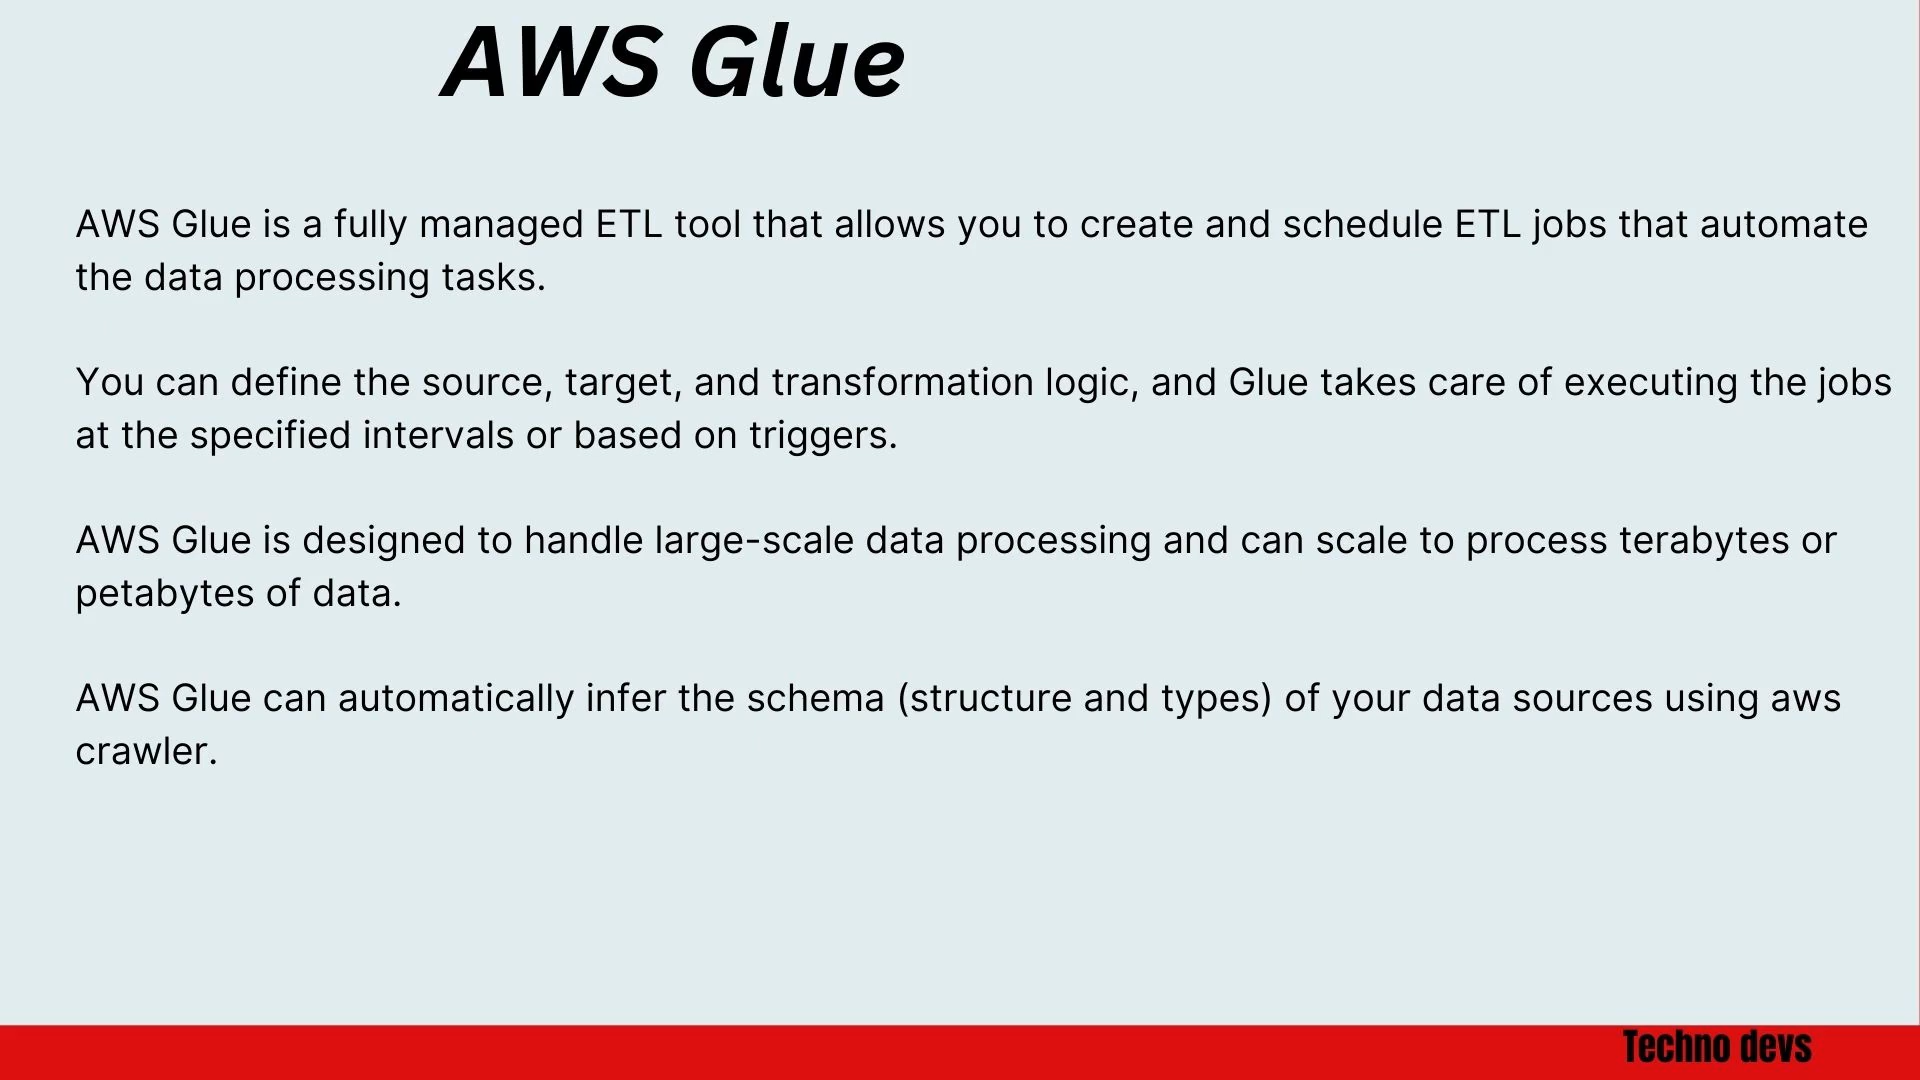 AWS Glue
AWS Glue is a fully managed ETL tool that allows you to create and schedule ETL jobs that automate
the data processing tasks.
You can define the source, target, and transformation logic, and Glue takes care of executing the jobs
at the specified intervals or based on triggers.
AWS Glue is designed to handle large-scale data processing and can scale to process terabytes or
petabytes of data.
AWS Glue can automatically infer the schema (structure and types) of your data sources using aws
crawler.
Techno devs